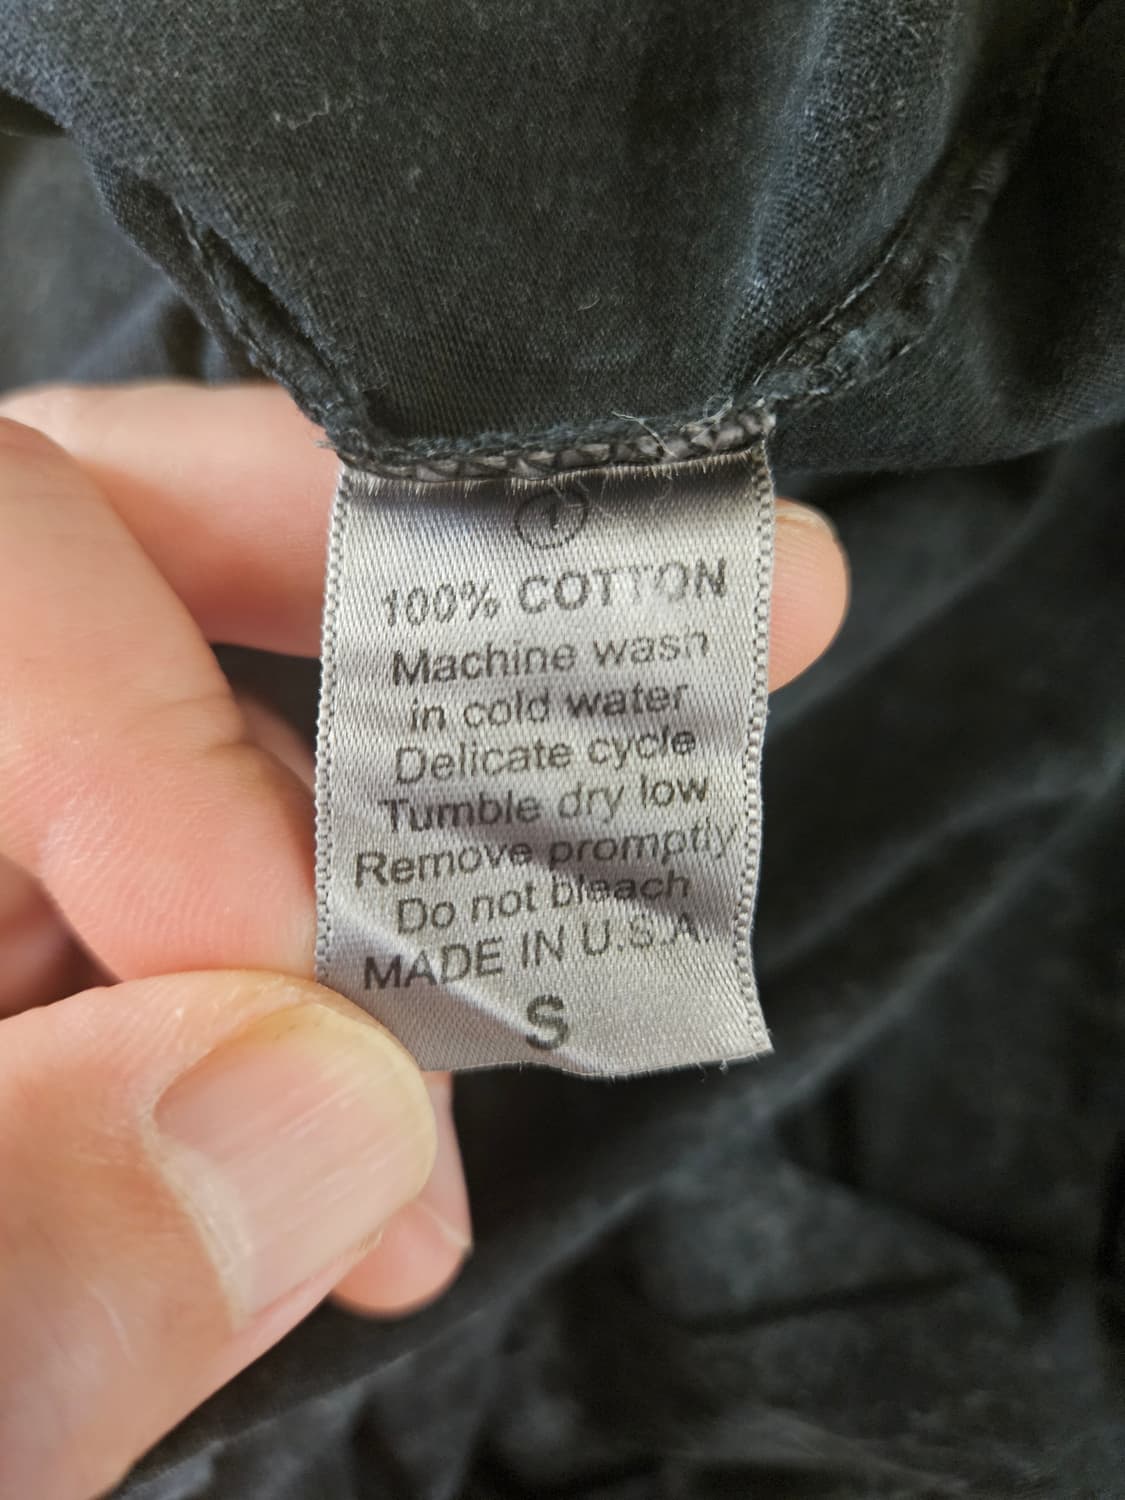 1
100% COTTON
Machine wash
in cold water
Delicate cycle
Tumble dry low
Remove promptly
Do not bleach
MADE IN U.S.A.
S